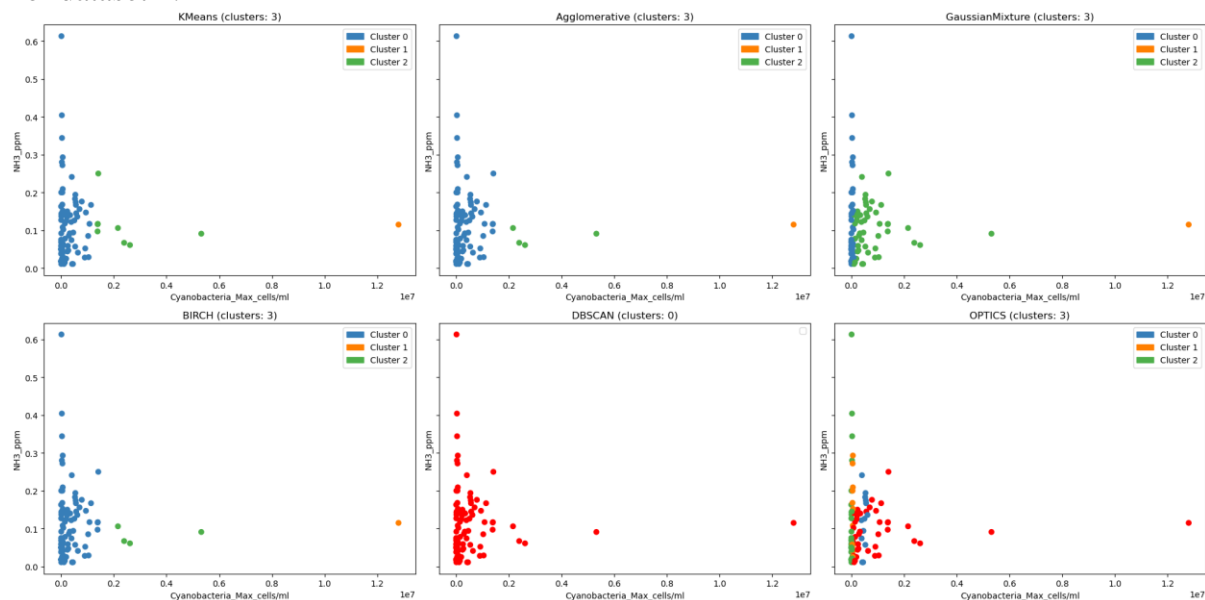 KMeans (clusters: 3)
Agglomerative (clusters: 3)
GaussianMixture (clusters: 3)
0.6
0.5
0.4
0.3
0.2
0.1
0.0
NH3_ppm
Cluster 0
Cluster 1
Cluster 2
NH3_ppm
Cluster 0
Cluster 1
Cluster 2
NH3_ppm
Cluster 0
Cluster 1
Cluster 2
0.0 0.2 0.4 0.6 0.8 1.0 1.2
1e7
Cyanobacteria_Max_cells/ml
0.0 0.2 0.4 0.6 0.8 1.0 1.2
1e7
Cyanobacteria_Max_cells/ml
0.0 0.2 0.4 0.6 0.8 1.0 1.2
1e7
Cyanobacteria_Max_cells/ml
BIRCH (clusters: 3)
DBSCAN (clusters: 0)
OPTICS (clusters: 3)
0.6
0.5
0.4
0.3
0.2
0.1
0.0
NH3_ppm
Cluster 0
Cluster 1
Cluster 2
NH3_ppm
NH3_ppm
Cluster 0
Cluster 1
Cluster 2
0.0 0.2 0.4 0.6 0.8 1.0 1.2
1e7
Cyanobacteria_Max_cells/ml
0.0 0.2 0.4 0.6 0.8 1.0 1.2
1e7
Cyanobacteria_Max_cells/ml
0.0 0.2 0.4 0.6 0.8 1.0 1.2
1e7
Cyanobacteria_Max_cells/ml